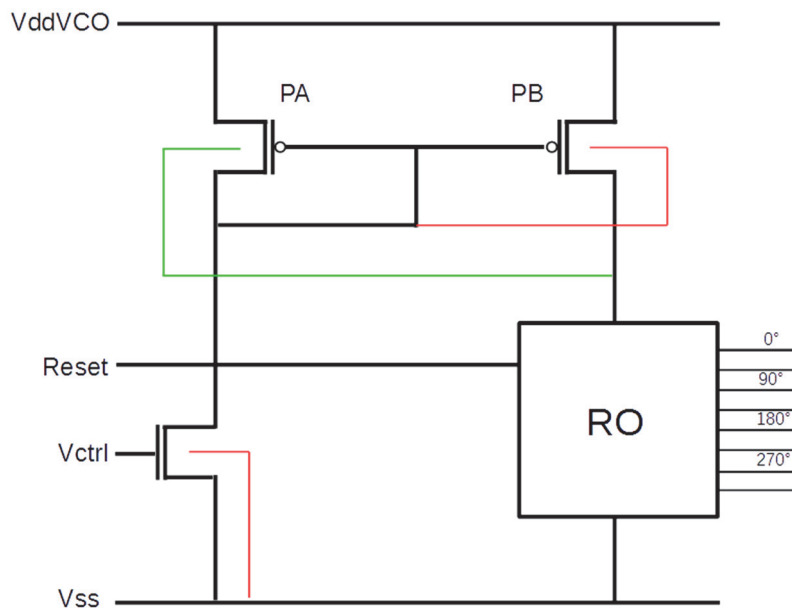 VddVCO
PA
PB
Reset
0°
90°
180°
270°
RO
Vctrl
Vss